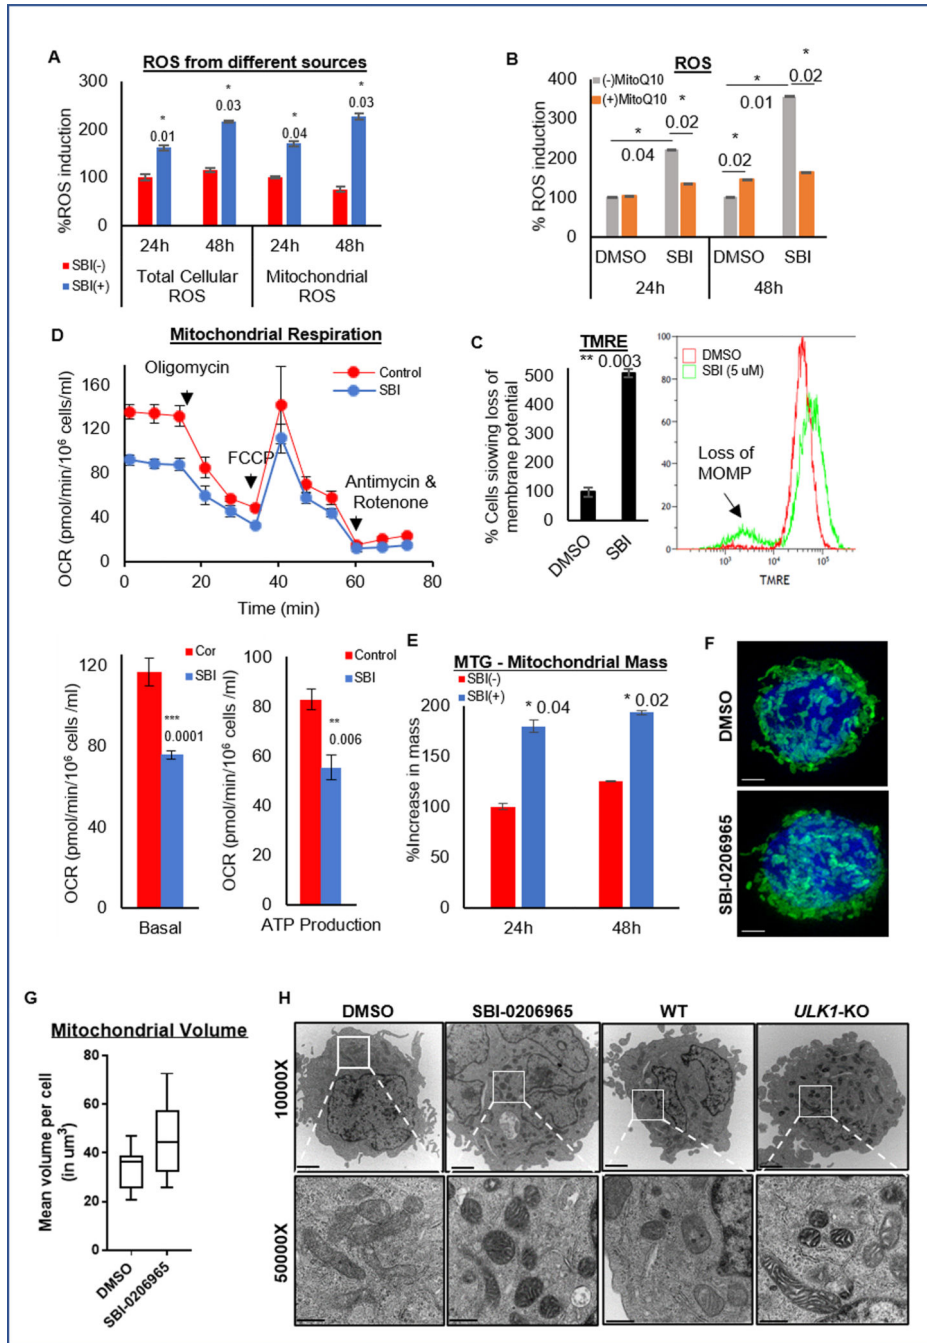 A
ROS from different sources
%ROS induction
300
200
100
0
*
0.01
*
0.03
*
0.04
*
0.03
24h
48h
24h
48h
SBI(-)
SBI(+)
Total Cellular
ROS
Mitochondrial
ROS
B
ROS
(-)MitoQ10
(+)MitoQ10
% ROS induction
400
300
200
100
0
*
0.04
*
0.02
*
0.02
*
0.01
*
0.02
DMSO
SBI
DMSO
SBI
24h
48h
D
Mitochondrial Respiration
OCR (pmol/min/10⁶ cells/ml)
160
120
80
40
0
Oligomycin
FCCP
Antimycin &
Rotenone
Control
SBI
0
20
40
60
80
Time (min)
C
TMRE
** 0.003
% Cells siowing loss of
membrane potential
500
400
300
200
100
0
DMSO
SBI
100
80
60
40
20
0
DMSO
SBI (5 uM)
Loss of
MOMP
10³
10⁴
10⁵
TMRE
OCR (pmol/min/10⁶ cells /ml)
120
80
40
0
Cor
SBI
***
0.0001
Basal
OCR (pmol/min/10⁶ cells /ml)
100
80
60
40
20
0
Control
SBI
**
0.006
ATP Production
E
MTG - Mitochondrial Mass
SBI(-)
SBI(+)
%Increase in mass
200
150
100
50
0
* 0.04
* 0.02
24h
48h
F
DMSO
SBI-0206965
G
Mitochondrial Volume
Mean volume per cell
(in um³)
80
60
40
20
0
DMSO
SBI-0206965
H
DMSO
SBI-0206965
WT
ULK1-KO
10000X
50000X